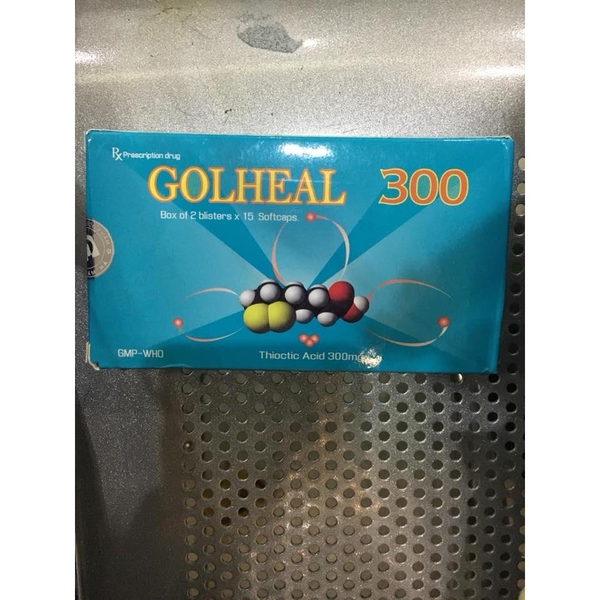 Rx Prescription drug
GOLHEAL 300
Box of 2 blisters x 15 Softcaps.
GMP-WHO
Thioctic Acid 300mg